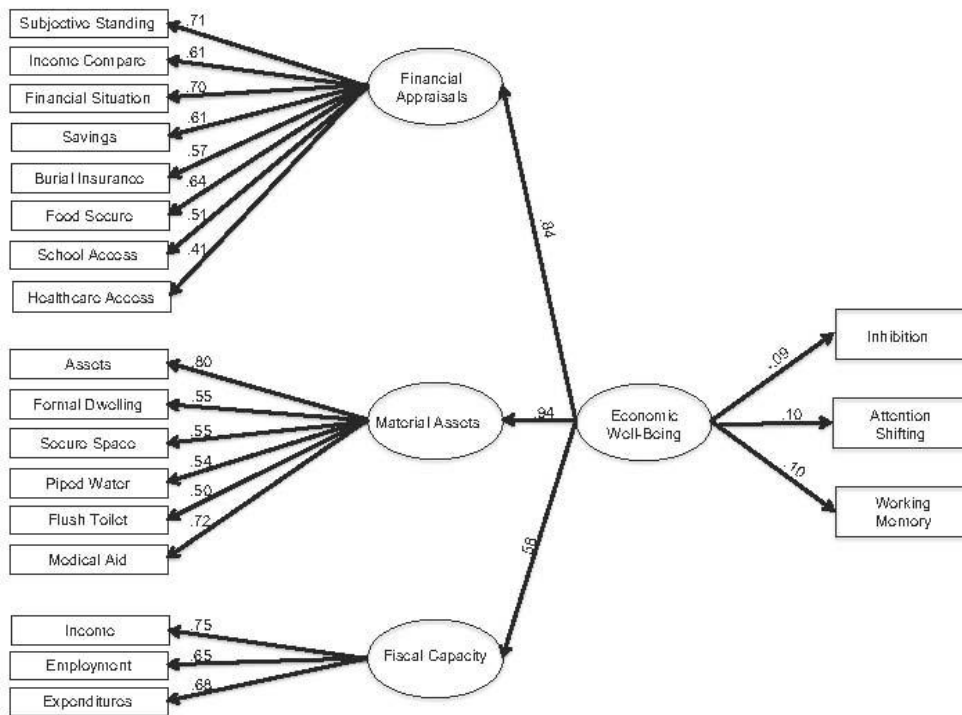 Subjective Standing
.71
Income Compare
.61
Financial Situation
.70
Savings
.61
Burial Insurance
.57
Food Secure
.64
School Access
.51
Healthcare Access
.41
Financial
Appraisals
.84
Assets
.80
Formal Dwelling
.55
Secure Space
.55
Piped Water
.54
Flush Toilet
.50
Medical Aid
.72
Material Assets
.94
Economic
Well-Being
-.09
Inhibition
.10
Attention
Shifting
.10
Working
Memory
.58
Income
.75
Employment
.65
Expenditures
.68
Fiscal Capacity